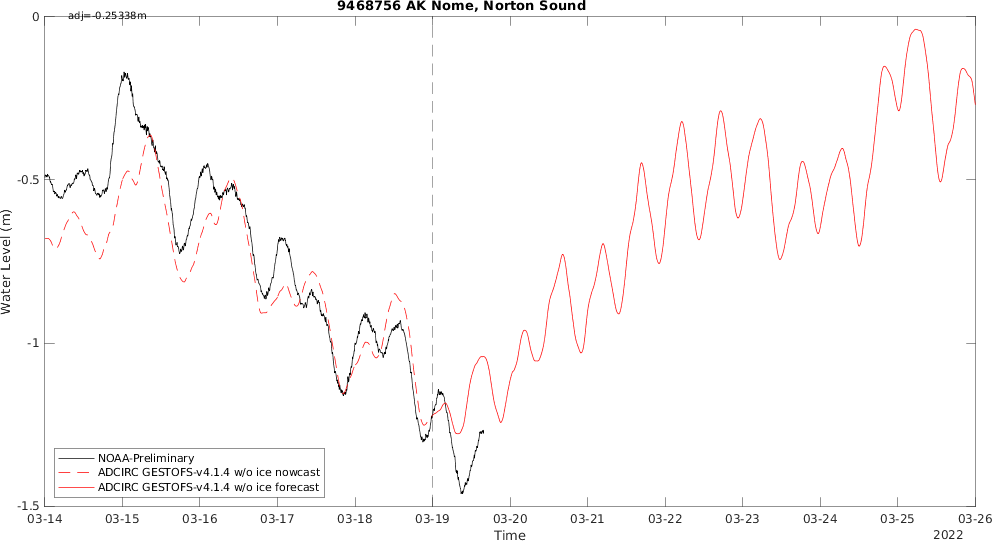 9468756 AK Nome, Norton Sound
adj=-0.25338m
0
-0.5
-1
-1.5
Water Level (m)
NOAA-Preliminary
ADCIRC GESTOFS-v4.1.4 w/o ice nowcast
ADCIRC GESTOFS-v4.1.4 w/o ice forecast
03-14 03-15 03-16 03-17 03-18 03-19 03-20 03-21 03-22 03-23 03-24 03-25 03-26
Time
2022